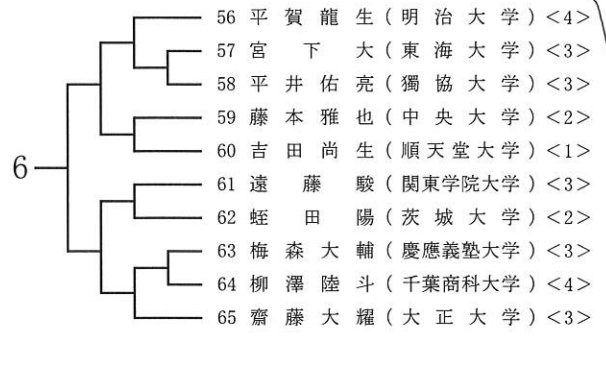 56 平賀龍生(明治大学)<4>
57 宮下大(東海大学)<3>
58 平井佑亮(獨協大学)<3>
59 藤本雅也(中央大学)<2>
60 吉田尚生(順天堂大学)<1>
6
61 遠藤駿(関東学院大学)<3>
62 蛭田陽(茨城大学)<2>
63 梅森大輔(慶應義塾大学)<3>
64 柳澤陸斗(千葉商科大学)<4>
65 齋藤大耀(大正大学)<3>